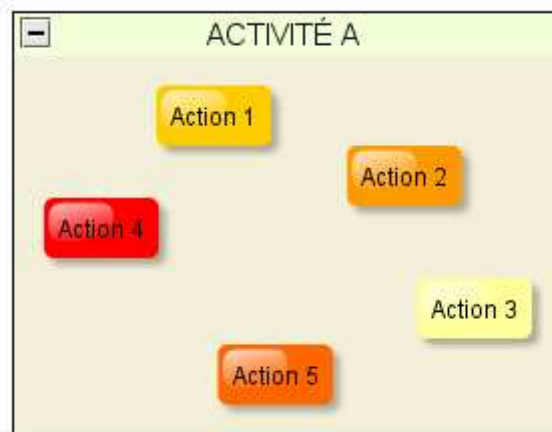 ACTIVITÉ A
Action 1
Action 2
Action 4
Action 3
Action 5